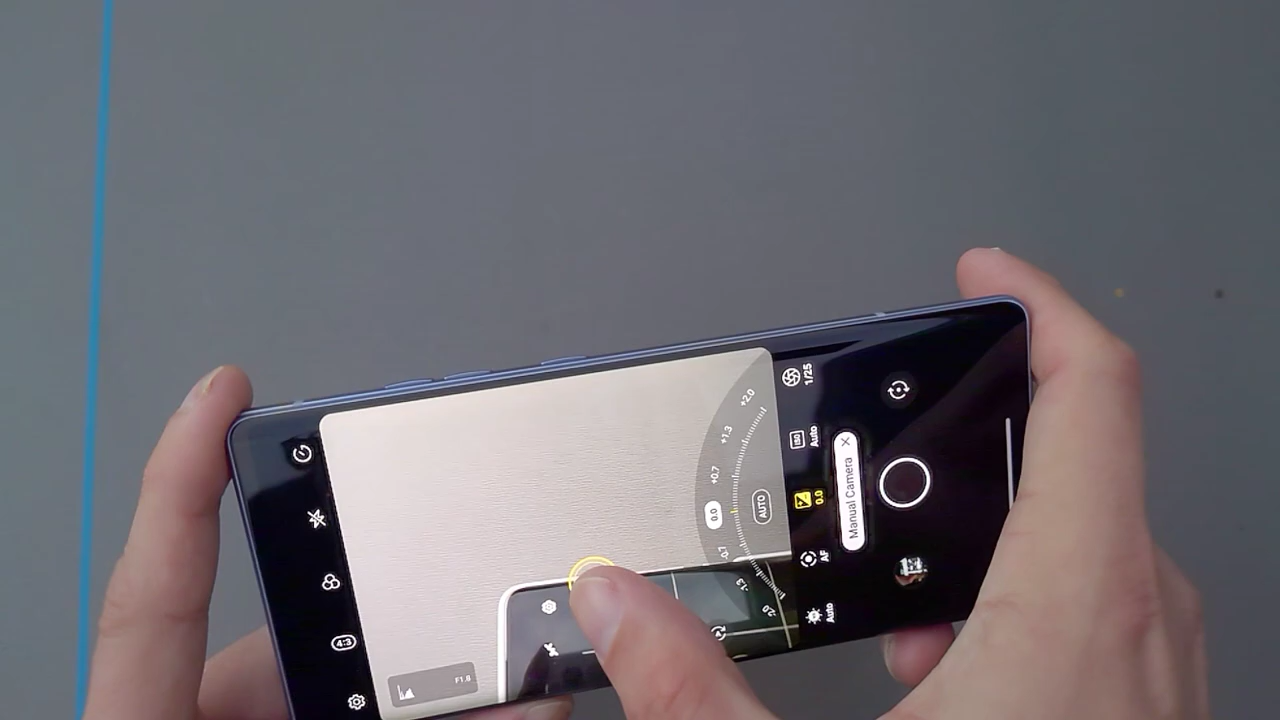 4:3
F1.8
+2.0
+1.3
+0.7
0.0
-0.7
-1.3
-2.0
AUTO
1/25
ISO
Auto
0.0
AF
Auto
Manual Camera ×